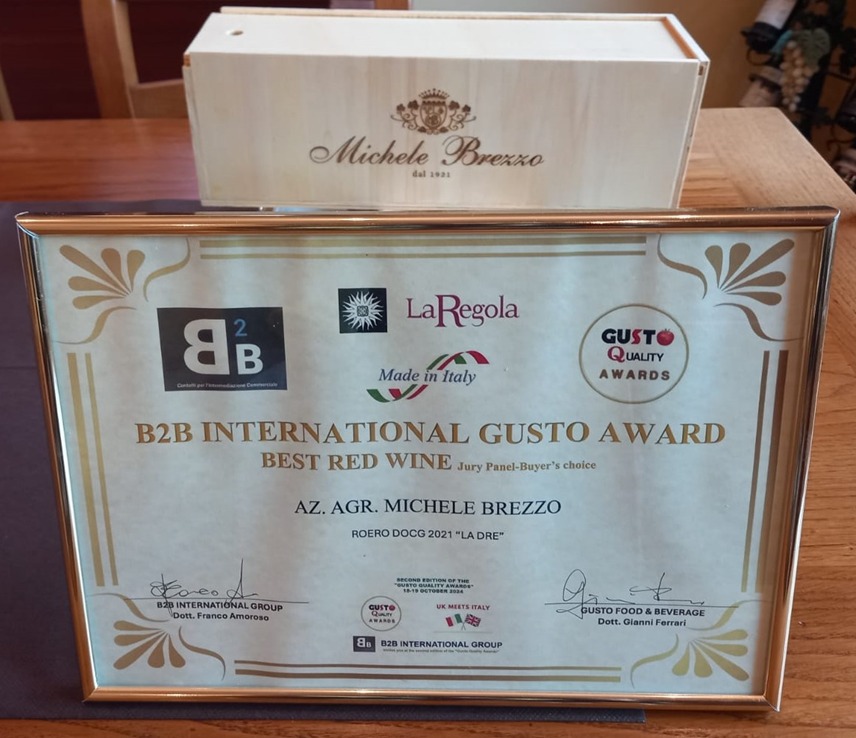 Michele Brezzo
dal 1921
B2B
Contatti per l'Intermediazione Commerciale
LaRegola
Made in Italy
GUSTO
QUALITY
AWARDS
B2B INTERNATIONAL GUSTO AWARD
BEST RED WINE Jury Panel-Buyer's choice
AZ. AGR. MICHELE BREZZO
ROERO DOCG 2021 "LA DRE"
B2B INTERNATIONAL GROUP
Dott. Franco Amoroso
SECOND EDITION OF THE
"GUSTO QUALITY AWARDS"
18-19 OCTOBER 2024
GUSTO
QUALITY
AWARDS
UK MEETS ITALY
BB B2B INTERNATIONAL GROUP
GUSTO FOOD & BEVERAGE
Dott. Gianni Ferrari